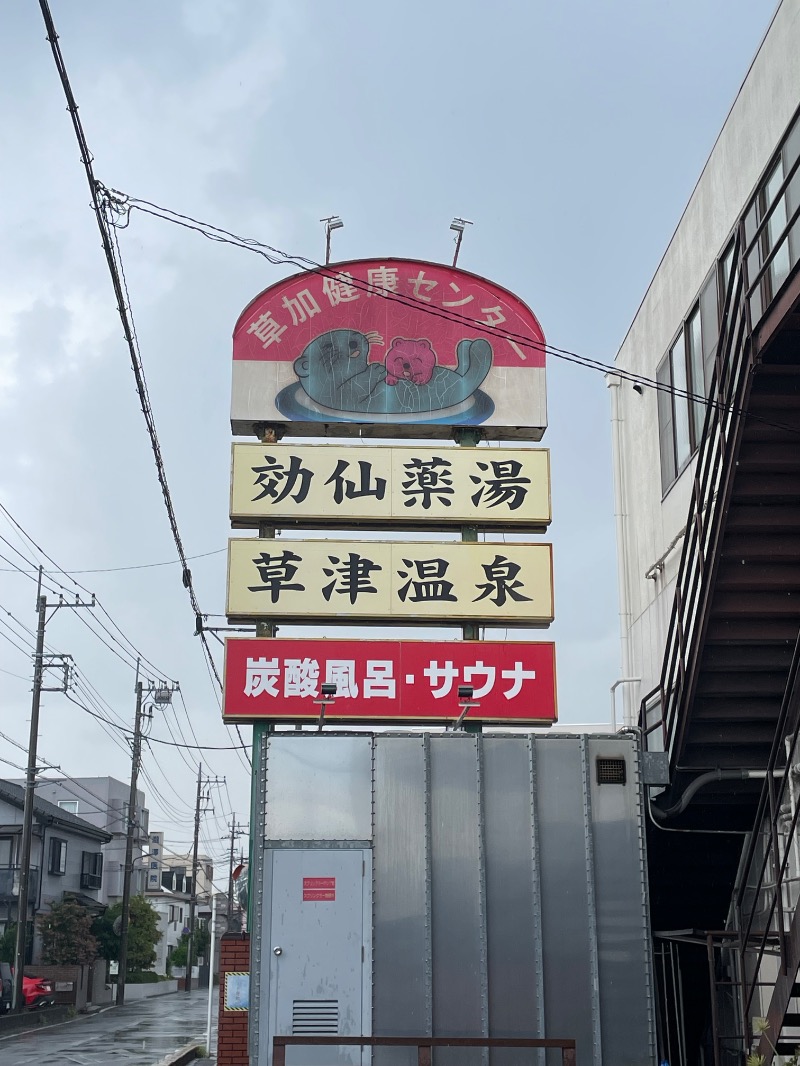 草加健康センター
効仙薬湯
草津温泉
炭酸風呂・サウナ